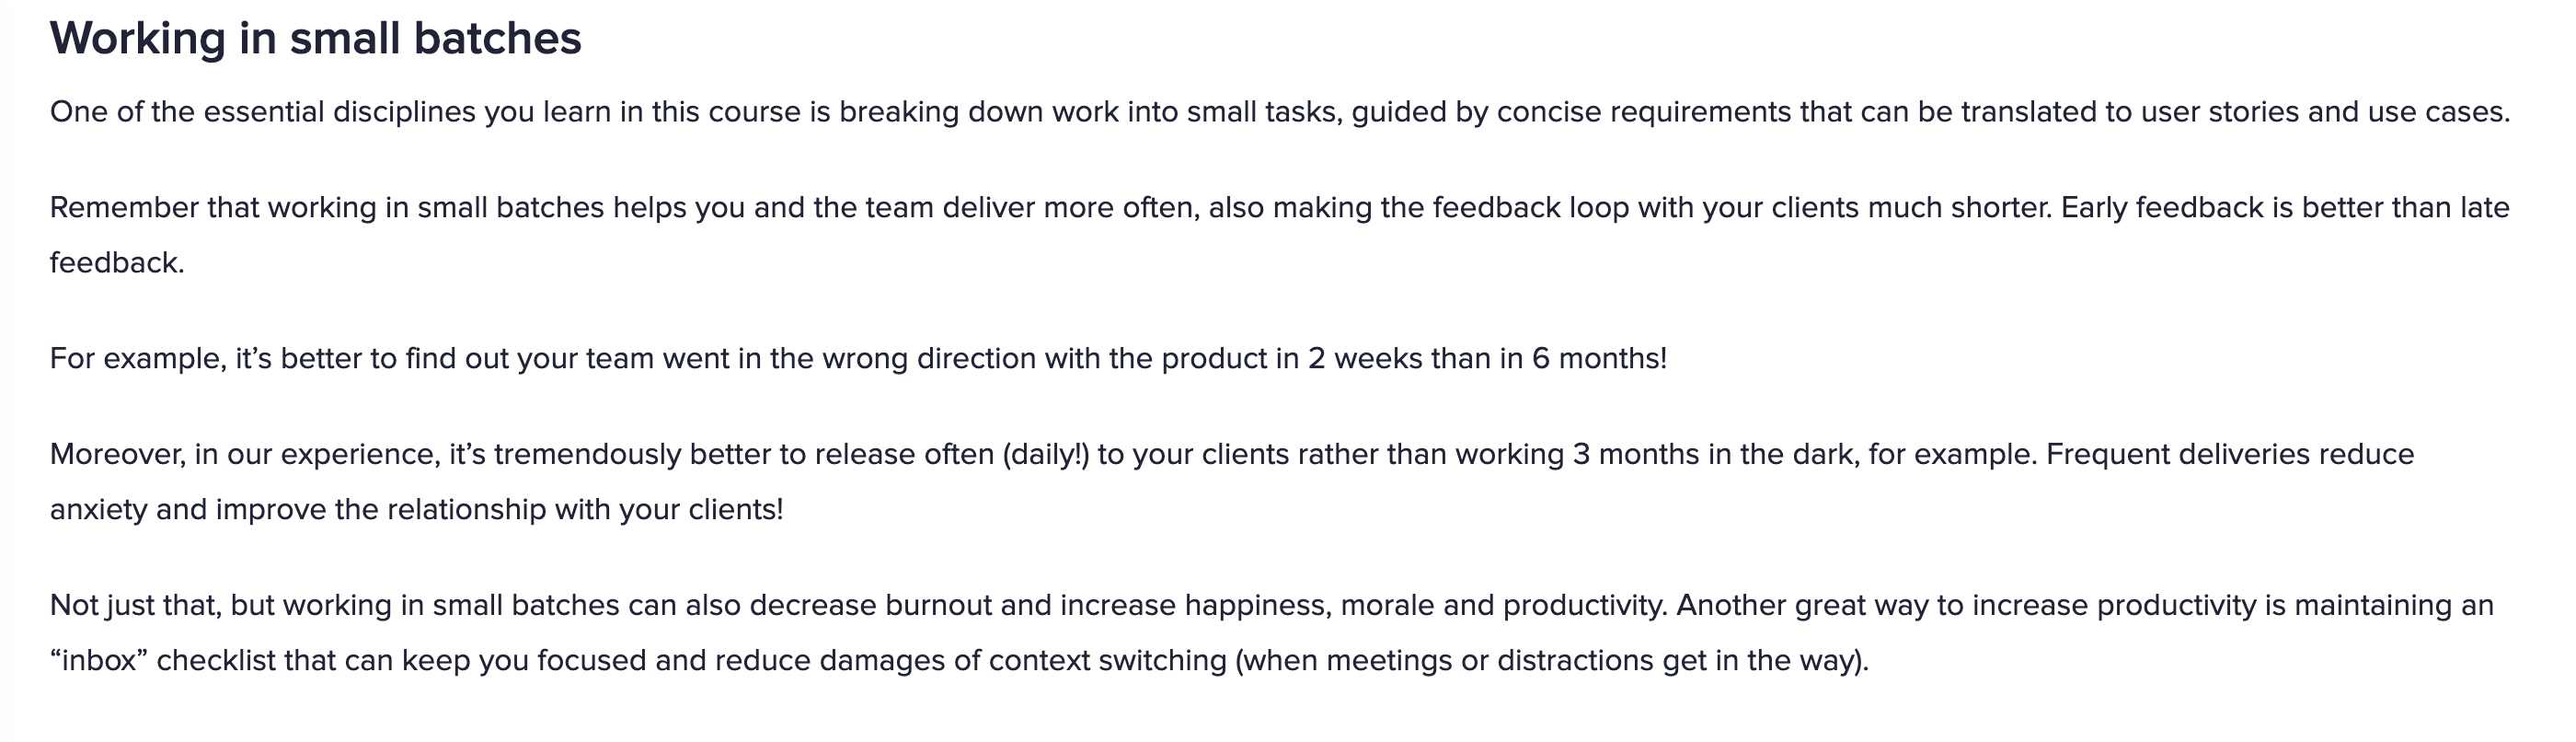 Working in small batches
One of the essential disciplines you learn in this course is breaking down work into small tasks, guided by concise requirements that can be translated to user stories and use cases.
Remember that working in small batches helps you and the team deliver more often, also making the feedback loop with your clients much shorter. Early feedback is better than late
feedback.
For example, it’s better to find out your team went in the wrong direction with the product in 2 weeks than in 6 months!
Moreover, in our experience, it’s tremendously better to release often (daily!) to your clients rather than working 3 months in the dark, for example. Frequent deliveries reduce
anxiety and improve the relationship with your clients!
Not just that, but working in small batches can also decrease burnout and increase happiness, morale and productivity. Another great way to increase productivity is maintaining an
“inbox” checklist that can keep you focused and reduce damages of context switching (when meetings or distractions get in the way).